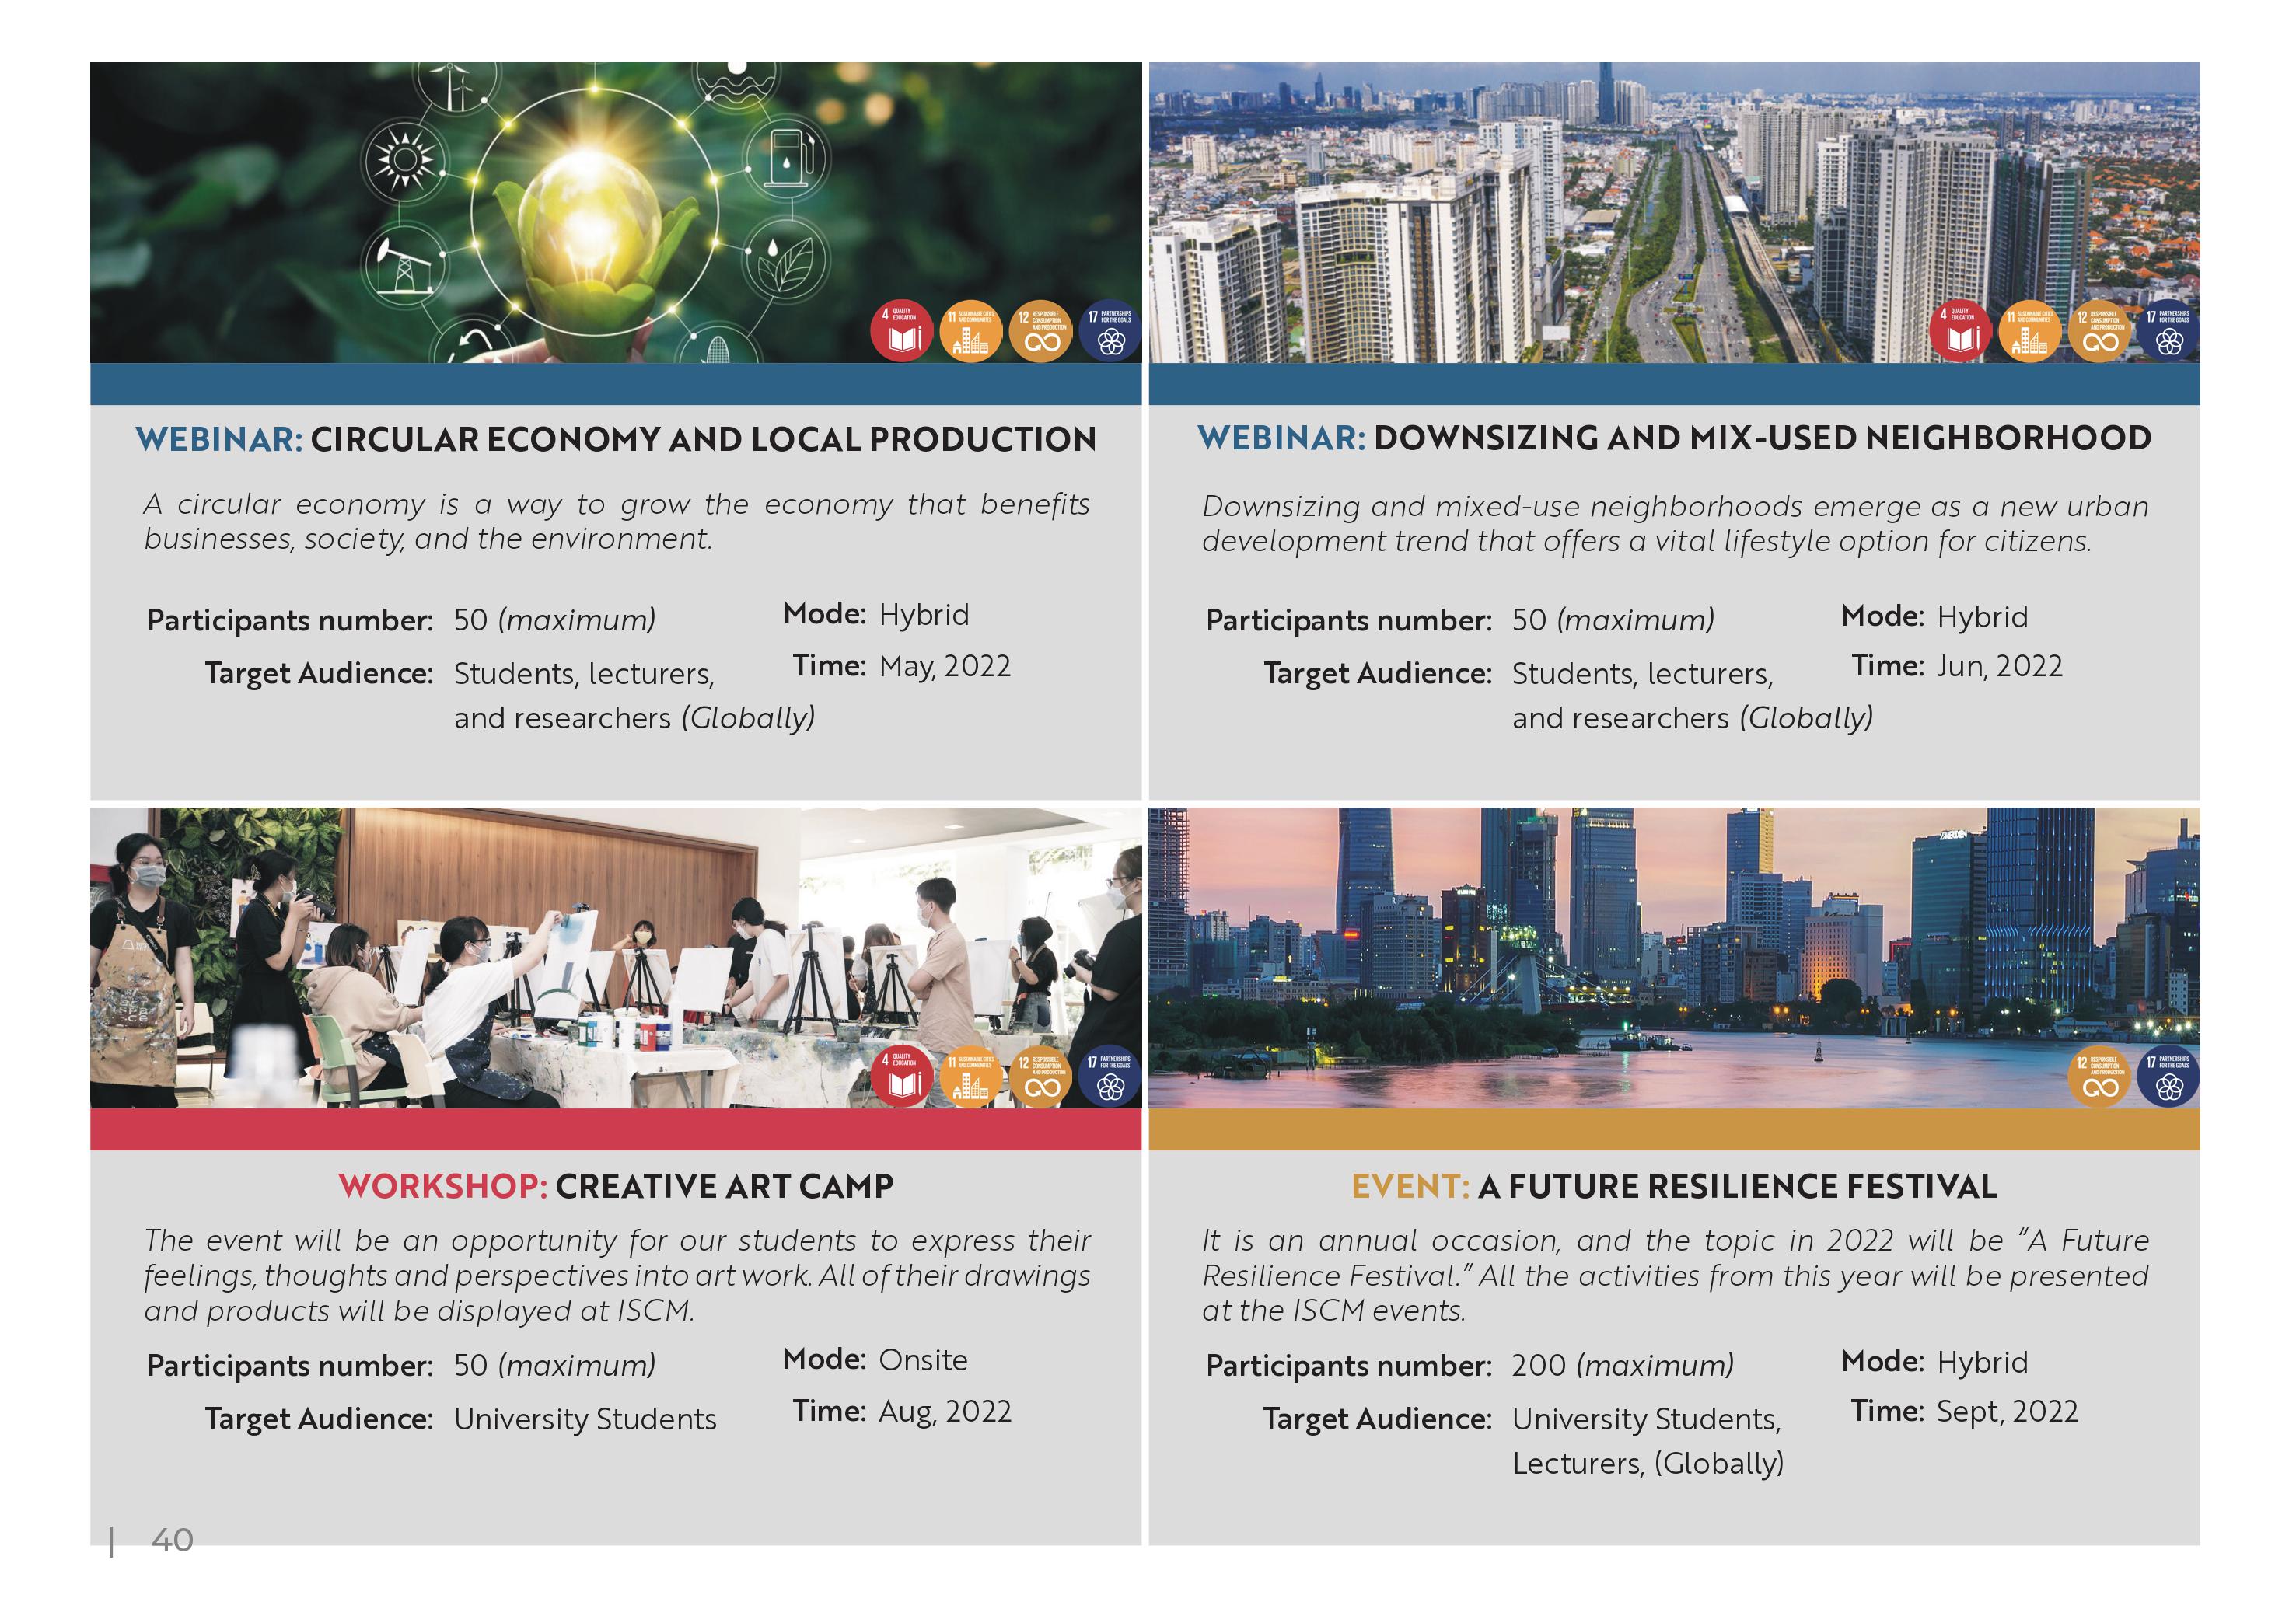 4 QUALITY
EDUCATION
11 SUSTAINABLE CITIES
AND COMMUNITIES
12 RESPONSIBLE
CONSUMPTION
AND PRODUCTION
17 PARTNERSHIPS
FOR THE GOALS
WEBINAR: CIRCULAR ECONOMY AND LOCAL PRODUCTION
A circular economy is a way to grow the economy that benefits
businesses, society, and the environment.
Participants number: 50 (maximum)
Mode: Hybrid
Target Audience: Students, lecturers,
and researchers (Globally)
Time: May, 2022
4 QUALITY
EDUCATION
11 SUSTAINABLE CITIES
AND COMMUNITIES
12 RESPONSIBLE
CONSUMPTION
AND PRODUCTION
17 PARTNERSHIPS
FOR THE GOALS
WEBINAR: DOWNSIZING AND MIX-USED NEIGHBORHOOD
Downsizing and mixed-use neighborhoods emerge as a new urban
development trend that offers a vital lifestyle option for citizens.
Participants number: 50 (maximum)
Mode: Hybrid
Target Audience: Students, lecturers,
and researchers (Globally)
Time: Jun, 2022
4 QUALITY
EDUCATION
11 SUSTAINABLE CITIES
AND COMMUNITIES
12 RESPONSIBLE
CONSUMPTION
AND PRODUCTION
17 PARTNERSHIPS
FOR THE GOALS
WORKSHOP: CREATIVE ART CAMP
The event will be an opportunity for our students to express their
feelings, thoughts and perspectives into art work. All of their drawings
and products will be displayed at ISCM.
Participants number: 50 (maximum)
Mode: Onsite
Target Audience: University Students
Time: Aug, 2022
12 RESPONSIBLE
CONSUMPTION
AND PRODUCTION
17 PARTNERSHIPS
FOR THE GOALS
EVENT: A FUTURE RESILIENCE FESTIVAL
It is an annual occasion, and the topic in 2022 will be “A Future
Resilience Festival.” All the activities from this year will be presented
at the ISCM events.
Participants number: 200 (maximum)
Mode: Hybrid
Target Audience: University Students,
Lecturers, (Globally)
Time: Sept, 2022
| 40